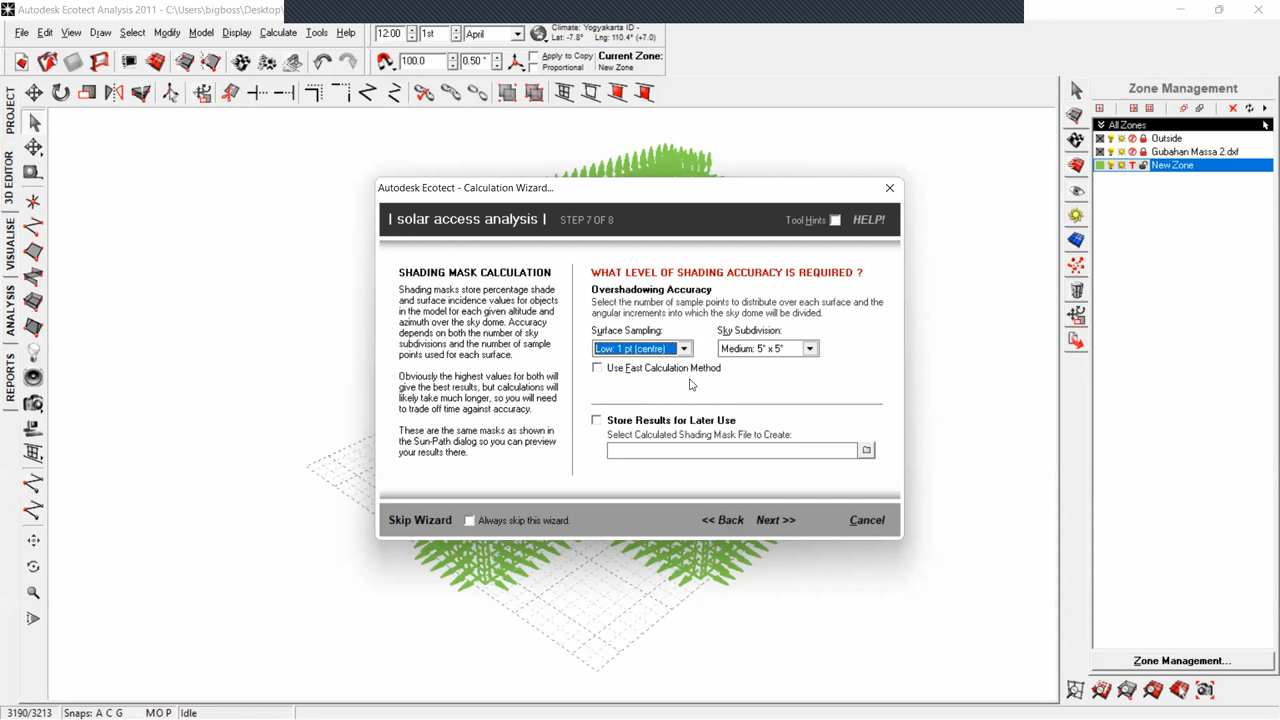 Autodesk Ecotect Analysis 2011 - C:\Users\bigboss\Desktop\
File Edit View Draw Select Modify Model Display Calculate Tools Help
12:00 1st April
Climate: Yogyakarta ID -
Lat: -7.8° Lng: 110.4° (+7.0)
100.0 0.50 °
Apply to Copy
Proportional
Current Zone:
New Zone
PROJECT
3D EDITOR
VISUALISE
ANALYSIS
REPORTS
Zone Management
All Zones
Outside
Gubahan Massa 2.dxf
T New Zone
Autodesk Ecotect - Calculation Wizard...
| solar access analysis | STEP 7 OF 8 Tool Hints HELP!
SHADING MASK CALCULATION
Shading masks store percentage shade
and surface incidence values for objects
in the model for each given altitude and
azimuth over the sky dome. Accuracy
depends on both the number of sky
subdivisions and the number of sample
points used for each surface.
Obviously the highest values for both will
give the best results, but calculations will
likely take much longer, so you will need
to trade off time against accuracy.
These are the same masks as shown in
the Sun-Path dialog so you can preview
your results there.
WHAT LEVEL OF SHADING ACCURACY IS REQUIRED ?
Overshadowing Accuracy
Select the number of sample points to distribute over each surface and the
angular increments into which the sky dome will be divided.
Surface Sampling: Sky Subdivision:
Low: 1 pt (centre) Medium: 5° x 5°
Use Fast Calculation Method
Store Results for Later Use
Select Calculated Shading Mask File to Create:
Skip Wizard Always skip this wizard. << Back Next >> Cancel
Zone Management...
3190/3213 Snaps: A C G M O P Idle